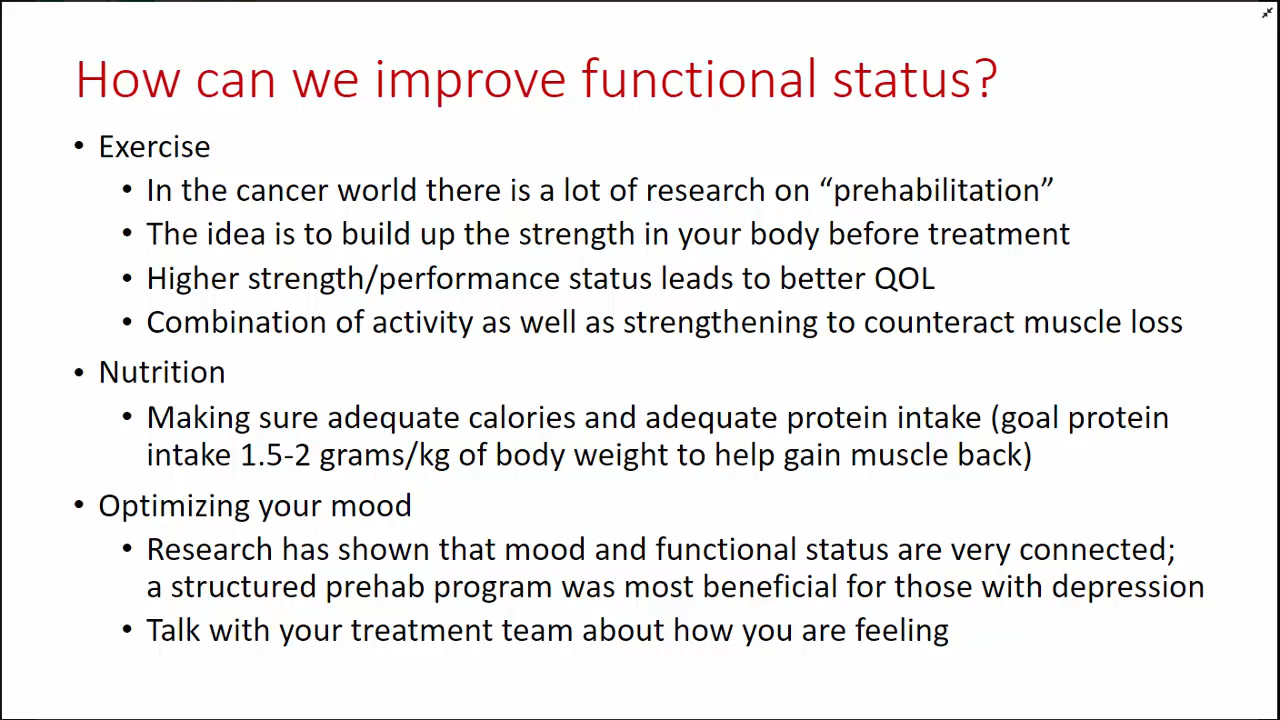 How can we improve functional status?
• Exercise
• In the cancer world there is a lot of research on “prehabilitation”
• The idea is to build up the strength in your body before treatment
• Higher strength/performance status leads to better QOL
• Combination of activity as well as strengthening to counteract muscle loss
• Nutrition
• Making sure adequate calories and adequate protein intake (goal protein
intake 1.5-2 grams/kg of body weight to help gain muscle back)
• Optimizing your mood
• Research has shown that mood and functional status are very connected;
a structured prehab program was most beneficial for those with depression
• Talk with your treatment team about how you are feeling